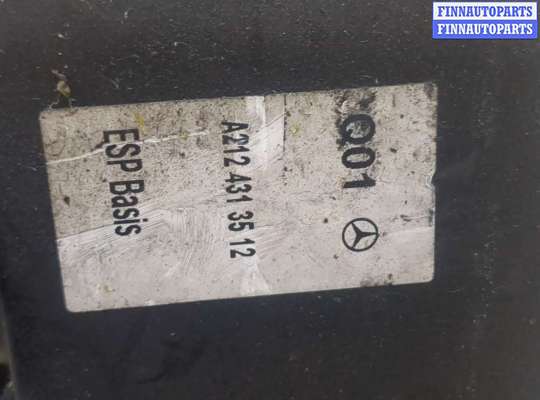 FINNAUTOPARTS
FINNAUTOPARTS
Q01
A212 431 35 12
ESP Basis